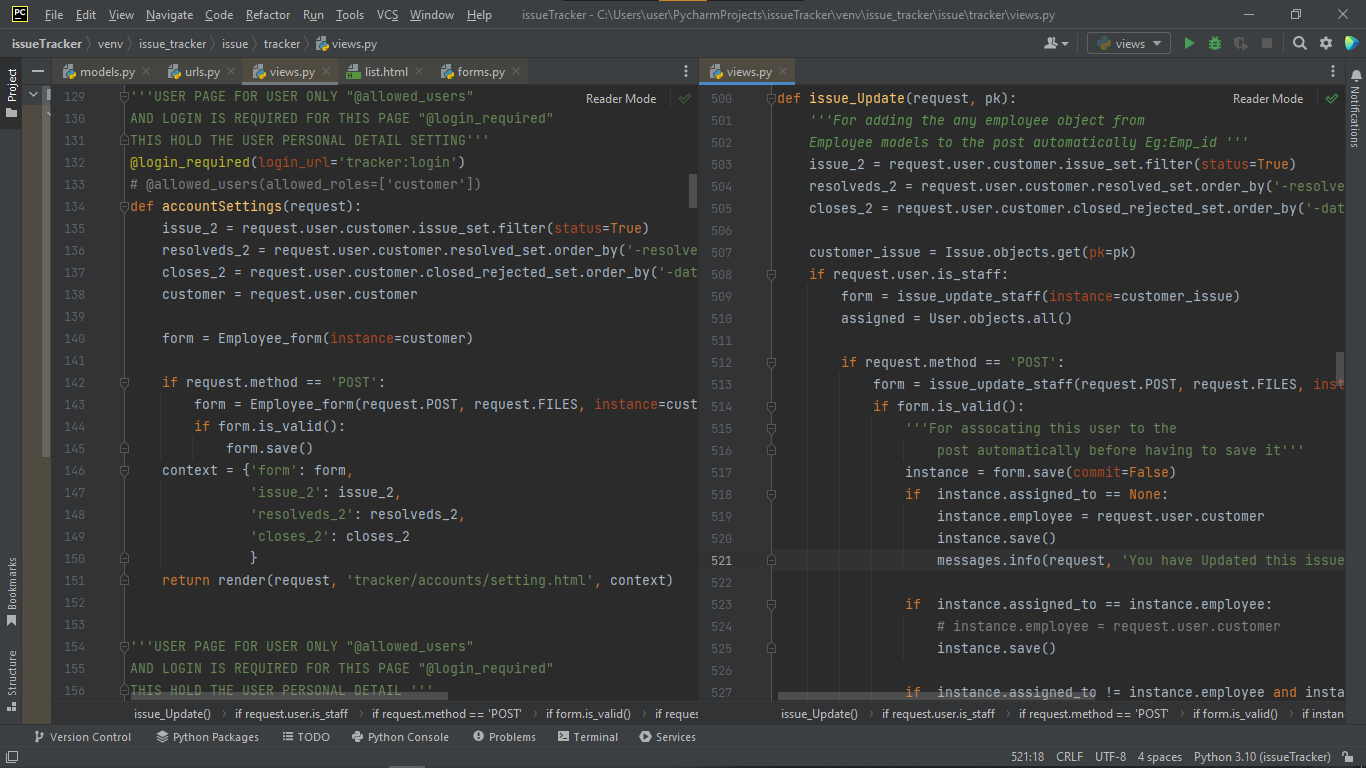 PC File Edit View Navigate Code Refactor Run Tools VCS Window Help issueTracker - C:\Users\user\PycharmProjects\issueTracker\venv\issue_tracker\issue\tracker\views.py
issueTracker venv issue_tracker issue tracker views.py views
Project
models.py urls.py views.py list.html forms.py
129 '''USER PAGE FOR USER ONLY "@allowed_users" Reader Mode
130 AND LOGIN IS REQUIRED FOR THIS PAGE "@login_required"
131 THIS HOLD THE USER PERSONAL DETAIL SETTING'''
132 @login_required(login_url='tracker:login')
133 # @allowed_users(allowed_roles=['customer'])
134 def accountSettings(request):
135 issue_2 = request.user.customer.issue_set.filter(status=True)
136 resolveds_2 = request.user.customer.resolved_set.order_by('-resolve
137 closes_2 = request.user.customer.closed_rejected_set.order_by('-dat
138 customer = request.user.customer
139
140 form = Employee_form(instance=customer)
141
142 if request.method == 'POST':
143 form = Employee_form(request.POST, request.FILES, instance=cust
144 if form.is_valid():
145 form.save()
146 context = {'form': form,
147 'issue_2': issue_2,
148 'resolveds_2': resolveds_2,
149 'closes_2': closes_2
150 }
151 return render(request, 'tracker/accounts/setting.html', context)
152
153
154 '''USER PAGE FOR USER ONLY "@allowed_users"
155 AND LOGIN IS REQUIRED FOR THIS PAGE "@login_required"
156 THIS HOLD THE USER PERSONAL DETAIL '''
issue_Update() if request.user.is_staff if request.method == 'POST' if form.is_valid() if reques
views.py
500 def issue_Update(request, pk): Reader Mode
501 '''For adding the any employee object from
502 Employee models to the post automatically Eg:Emp_id '''
503 issue_2 = request.user.customer.issue_set.filter(status=True)
504 resolveds_2 = request.user.customer.resolved_set.order_by('-resolve
505 closes_2 = request.user.customer.closed_rejected_set.order_by('-dat
506
507 customer_issue = Issue.objects.get(pk=pk)
508 if request.user.is_staff:
509 form = issue_update_staff(instance=customer_issue)
510 assigned = User.objects.all()
511
512 if request.method == 'POST':
513 form = issue_update_staff(request.POST, request.FILES, inst
514 if form.is_valid():
515 '''For assocating this user to the
516 post automatically before having to save it'''
517 instance = form.save(commit=False)
518 if  instance.assigned_to == None:
519 instance.employee = request.user.customer
520 instance.save()
521 messages.info(request, 'You have Updated this issue
522
523 if  instance.assigned_to == instance.employee:
524 # instance.employee = request.user.customer
525 instance.save()
526
527 if  instance.assigned_to != instance.employee and insta
issue_Update() if request.user.is_staff if request.method == 'POST' if form.is_valid() if instan
Notifications
Bookmarks
Structure
Version Control Python Packages TODO Python Console Problems Terminal Services
521:18 CRLF UTF-8 4 spaces Python 3.10 (issueTracker)